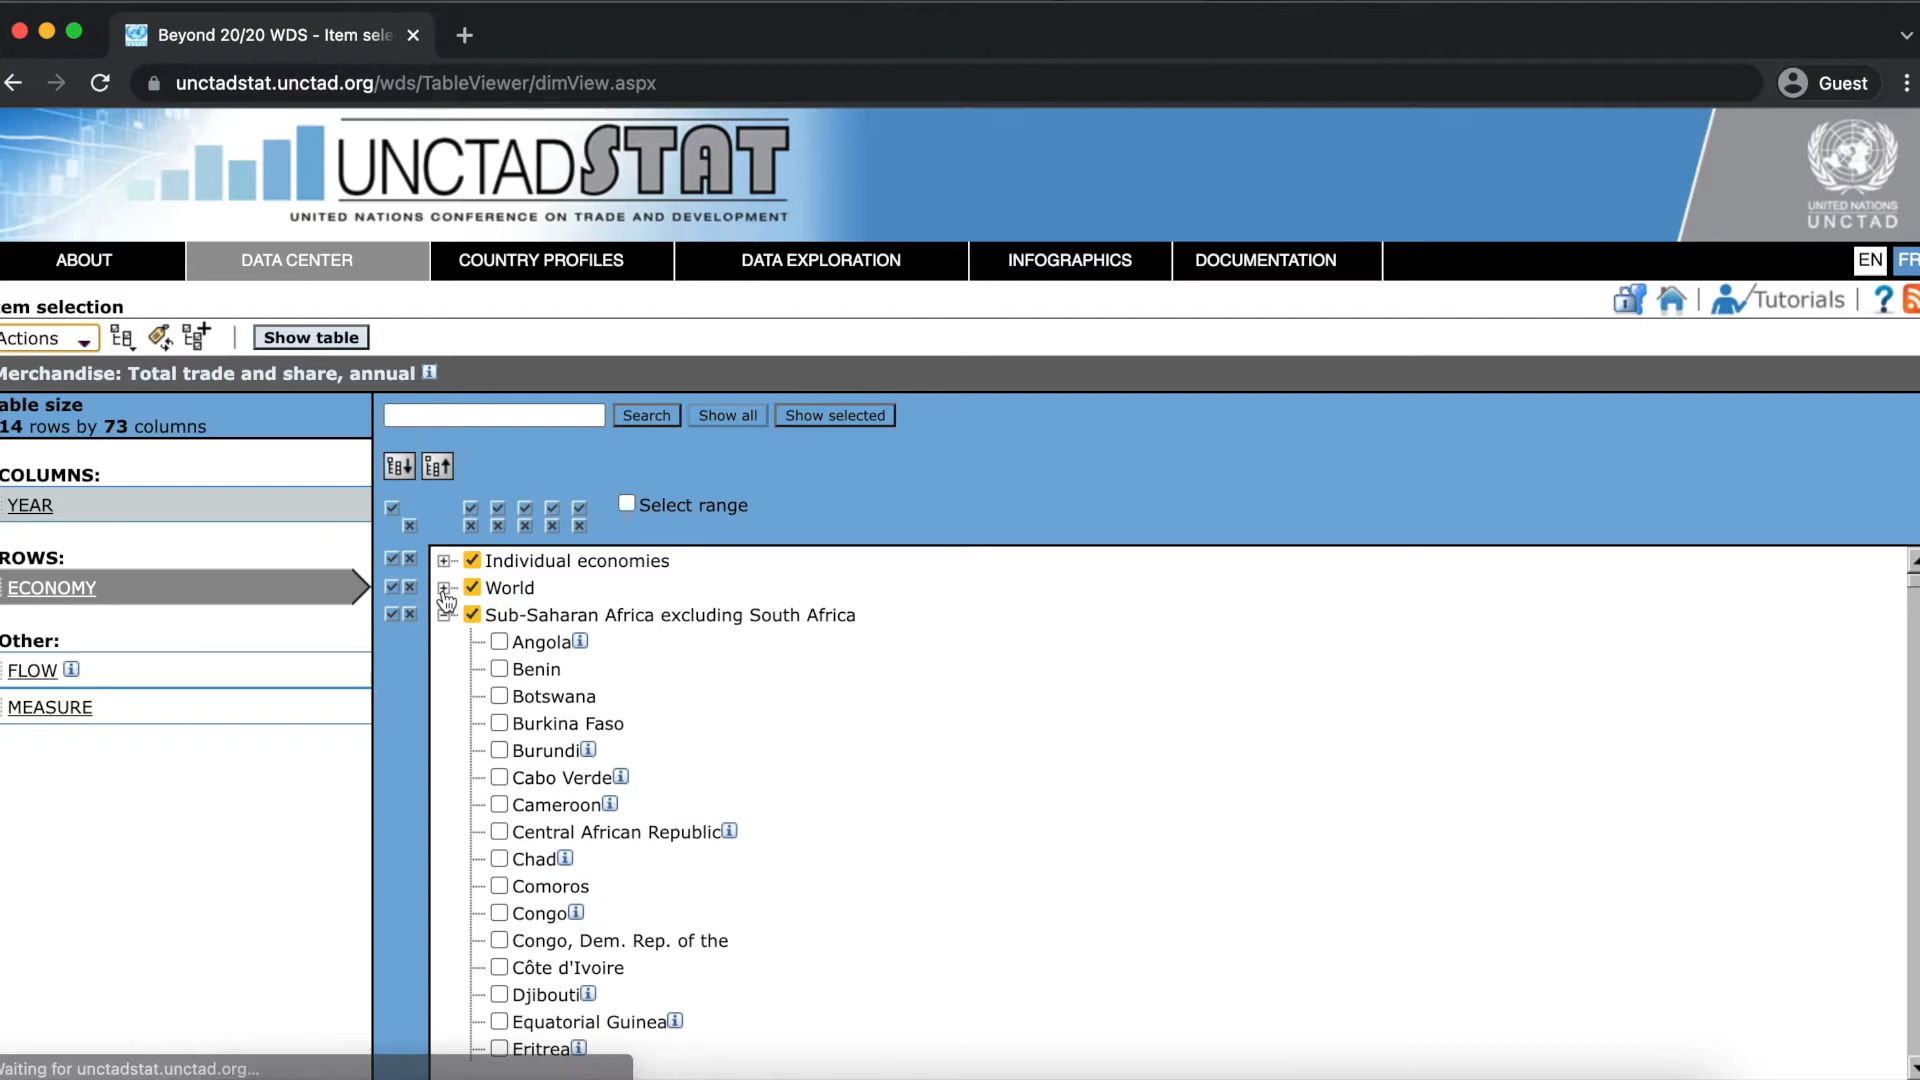 Beyond 20/20 WDS - Item sele
unctadstat.unctad.org/wds/TableViewer/dimView.aspx
Guest
UNCTADSTAT
UNITED NATIONS CONFERENCE ON TRADE AND DEVELOPMENT
UNITED NATIONS
UNCTAD
ABOUT DATA CENTER COUNTRY PROFILES DATA EXPLORATION INFOGRAPHICS DOCUMENTATION EN FR
tem selection
Tutorials
Actions Show table
Merchandise: Total trade and share, annual
able size
14 rows by 73 columns
Search Show all Show selected
COLUMNS:
YEAR
Select range
ROWS:
ECONOMY
Other:
FLOW
MEASURE
Individual economies
World
Sub-Saharan Africa excluding South Africa
Angola
Benin
Botswana
Burkina Faso
Burundi
Cabo Verde
Cameroon
Central African Republic
Chad
Comoros
Congo
Congo, Dem. Rep. of the
Côte d'Ivoire
Djibouti
Equatorial Guinea
Eritrea
Waiting for unctadstat.unctad.org...